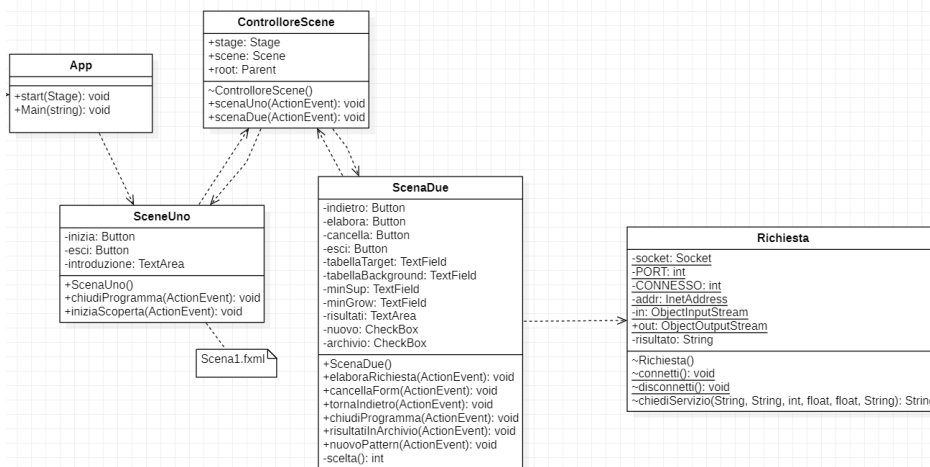 App
+start(Stage): void
+Main(string): void
ControlloreScene
+stage: Stage
+scene: Scene
+root: Parent
~ControlloreScene()
+scenaUno(ActionEvent): void
+scenaDue(ActionEvent): void
SceneUno
-inizia: Button
-esci: Button
-introduzione: TextArea
+ScenaUno()
+chiudiProgramma(ActionEvent): void
+iniziaScoperta(ActionEvent): void
Scena1.fxml
ScenaDue
-indietro: Button
-elabora: Button
-cancella: Button
-esci: Button
-tabellaTarget: TextField
-tabellaBackground: TextField
-minSup: TextField
-minGrow: TextField
-risultati: TextArea
-nuovo: CheckBox
-archivio: CheckBox
+ScenaDue()
+elaboraRichiesta(ActionEvent): void
+cancellaForm(ActionEvent): void
+tornaIndietro(ActionEvent): void
+chiudiProgramma(ActionEvent): void
+risultatiInArchivio(ActionEvent): void
+nuovoPattern(ActionEvent): void
-scelta(): int
Richiesta
-socket: Socket
-PORT: int
-CONNESSO: int
-addr: InetAddress
-in: ObjectInputStream
+out: ObjectOutputStream
-risultato: String
~Richiesta()
~connetti(): void
~disconnetti(): void
~chiediServizio(String, String, int, float, float, String): Strin